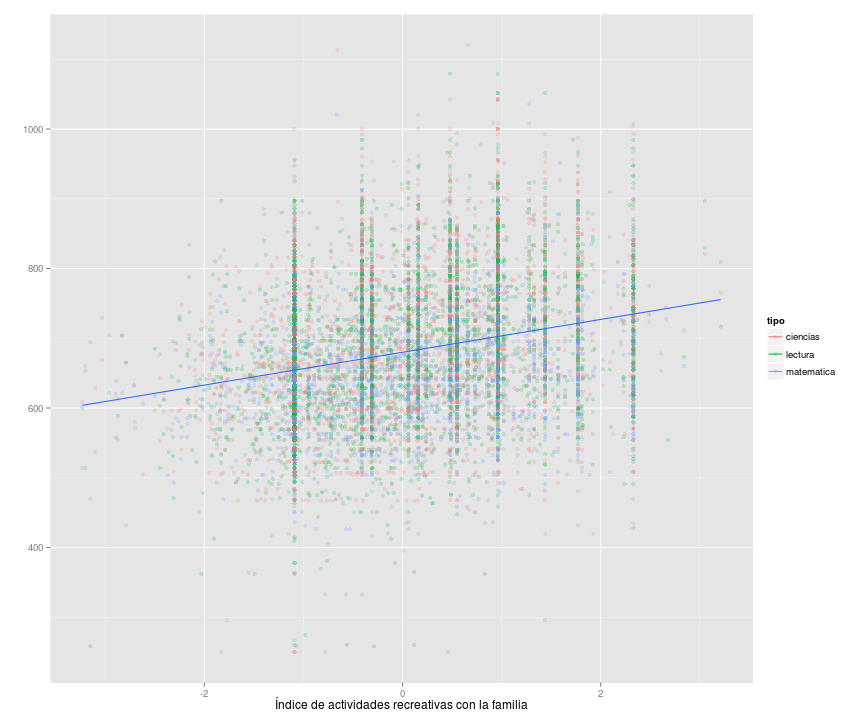 1000
800
600
400
-2
0
2
Índice de actividades recreativas con la familia
tipo
ciencias
lectura
matematica